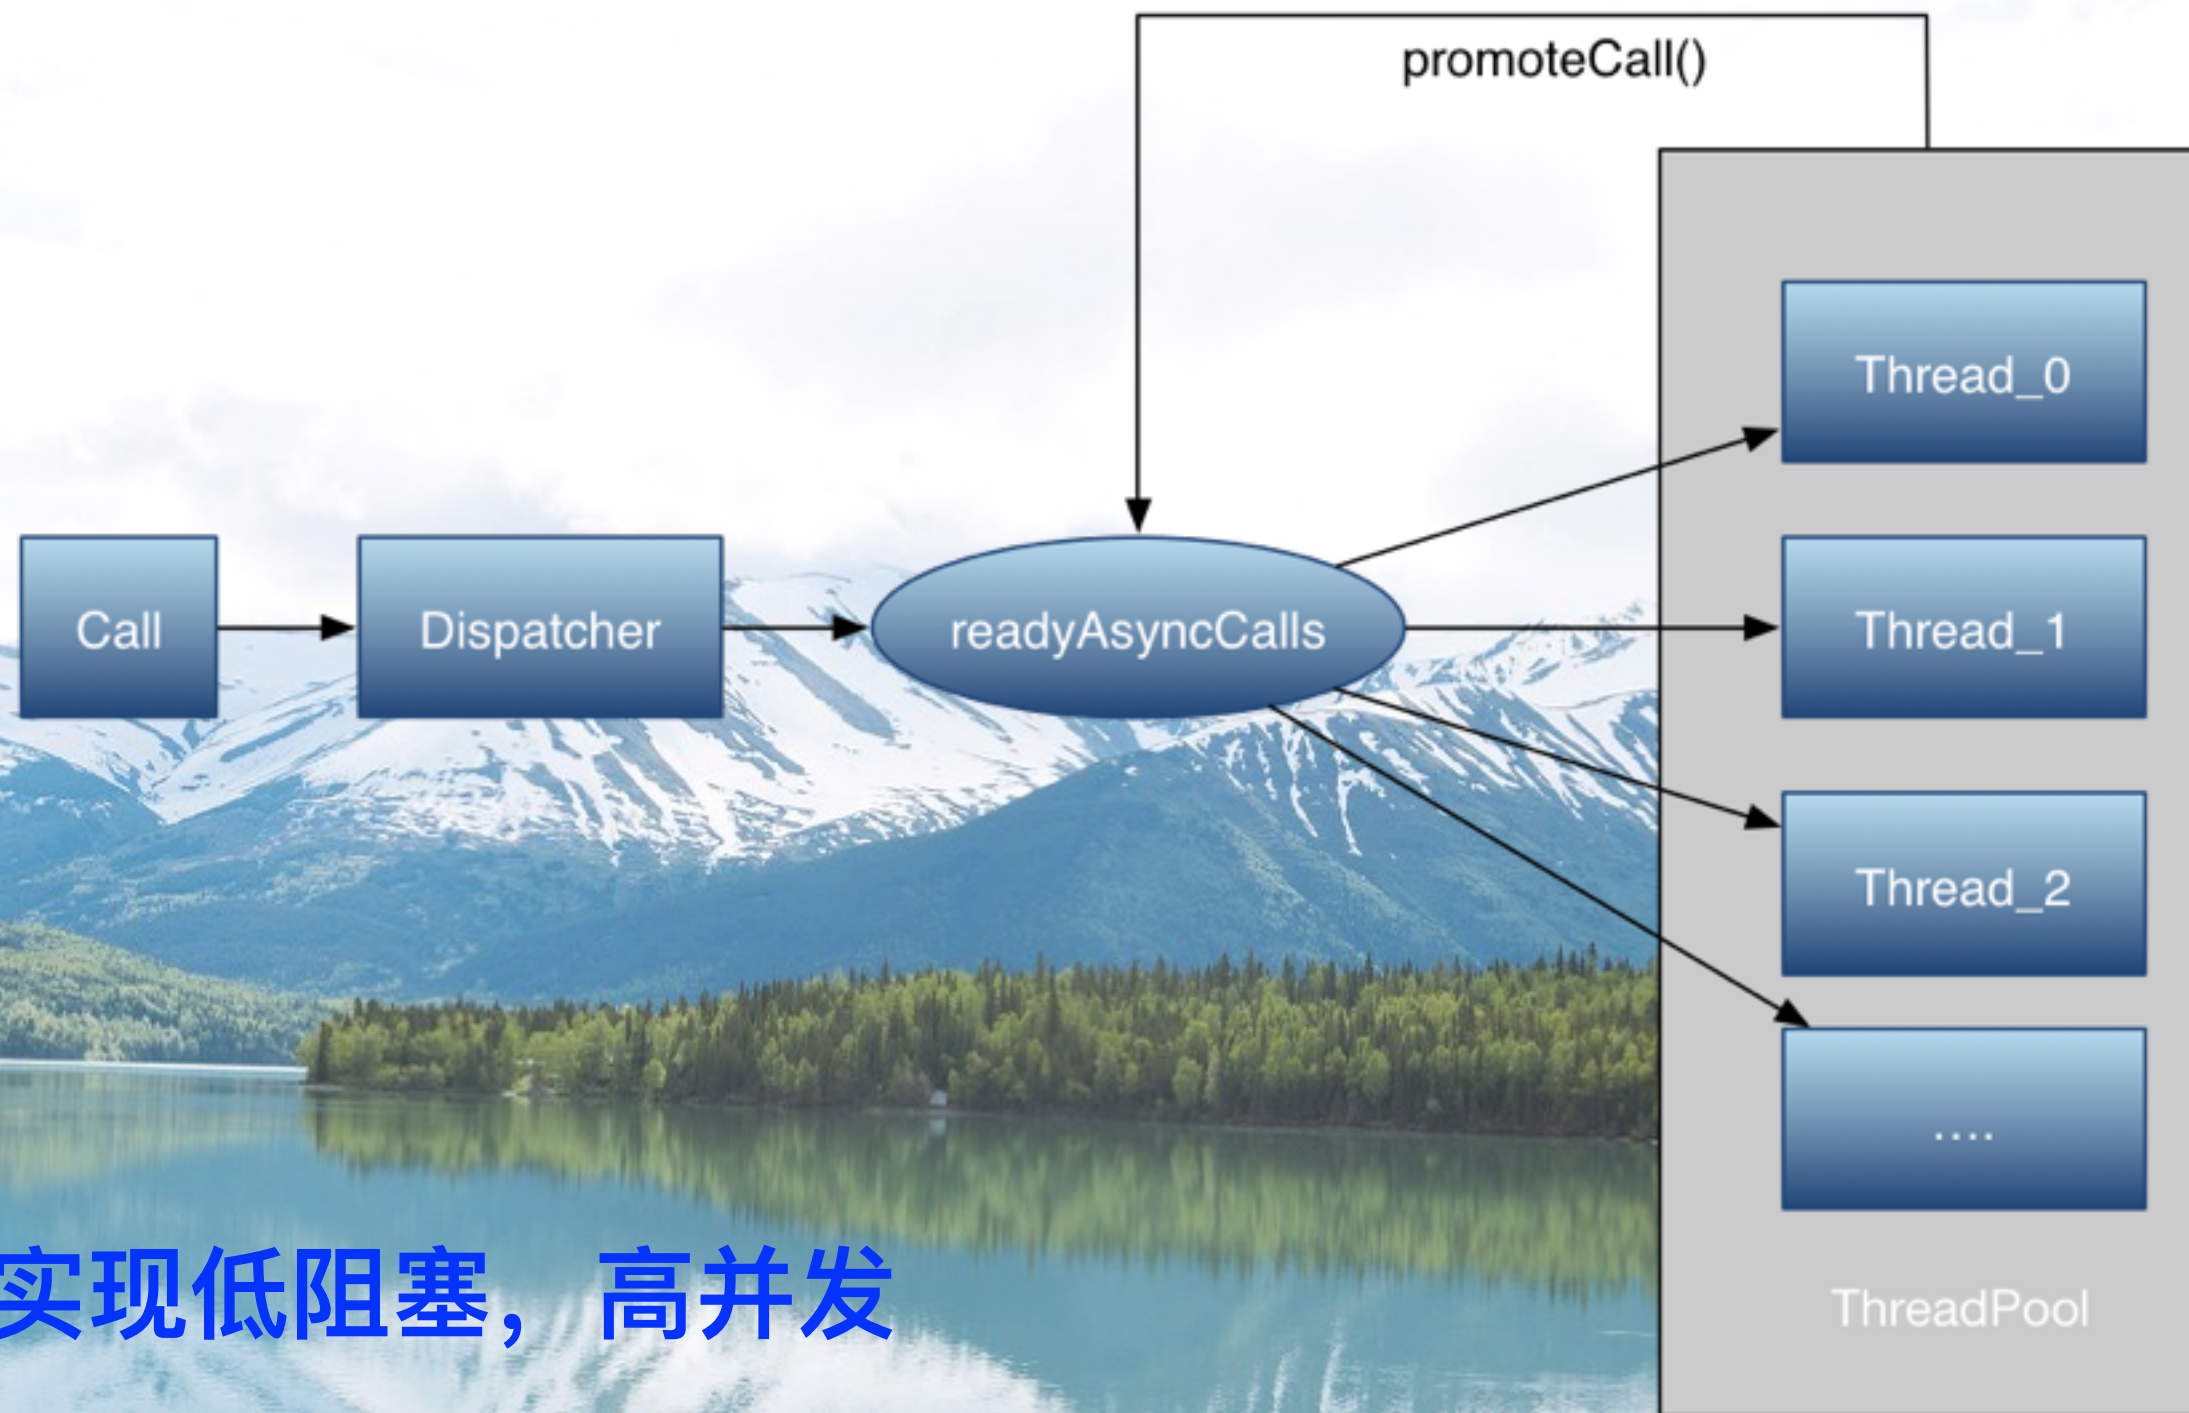 promoteCall()
Thread_0
Call
Dispatcher
readyAsyncCalls
Thread_1
Thread_2
....
实现低阻塞，高并发
ThreadPool